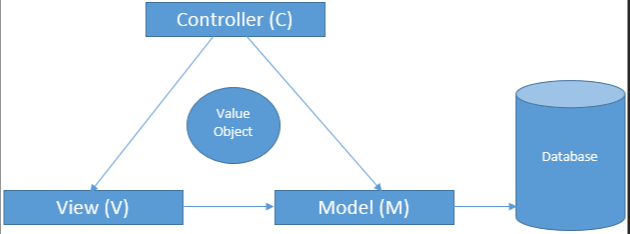 Controller (C)
Value
Object
Database
View (V)
Model (M)